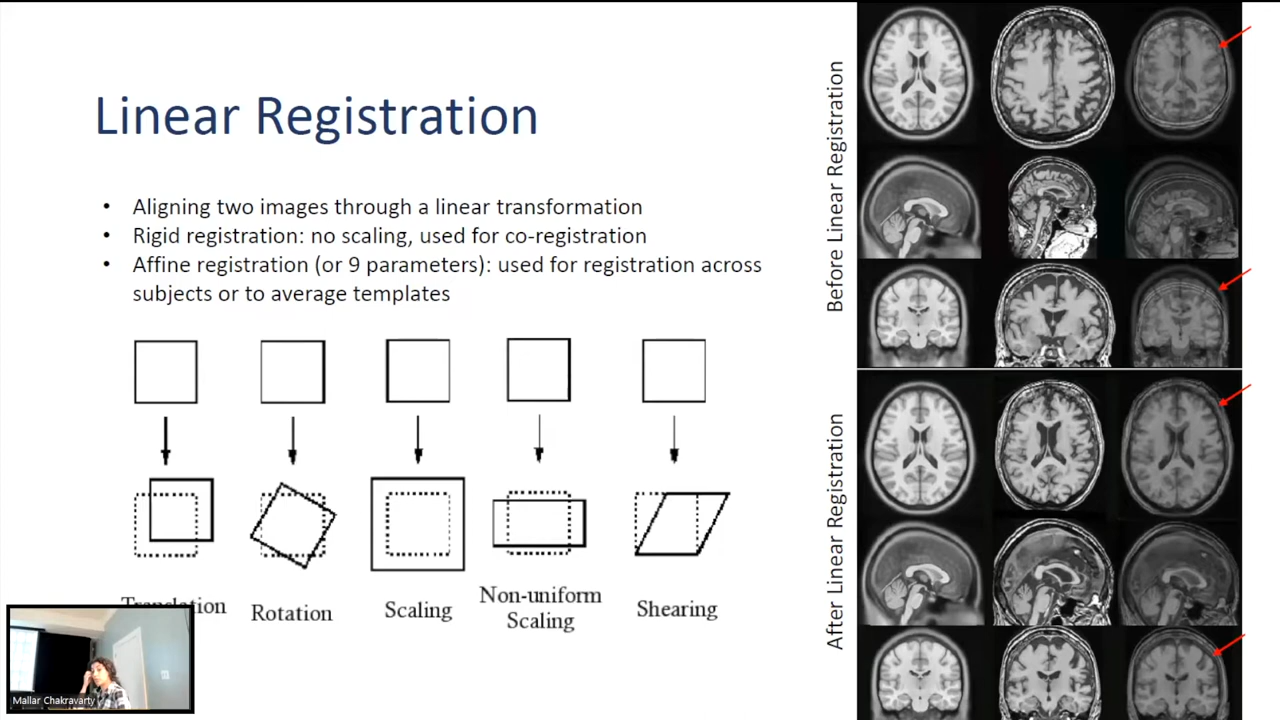 Linear Registration
• Aligning two images through a linear transformation
• Rigid registration: no scaling, used for co-registration
• Affine registration (or 9 parameters): used for registration across
subjects or to average templates
Translation
Rotation
Scaling
Non-uniform
Scaling
Shearing
Before Linear Registration
After Linear Registration
Mallar Chakravarty